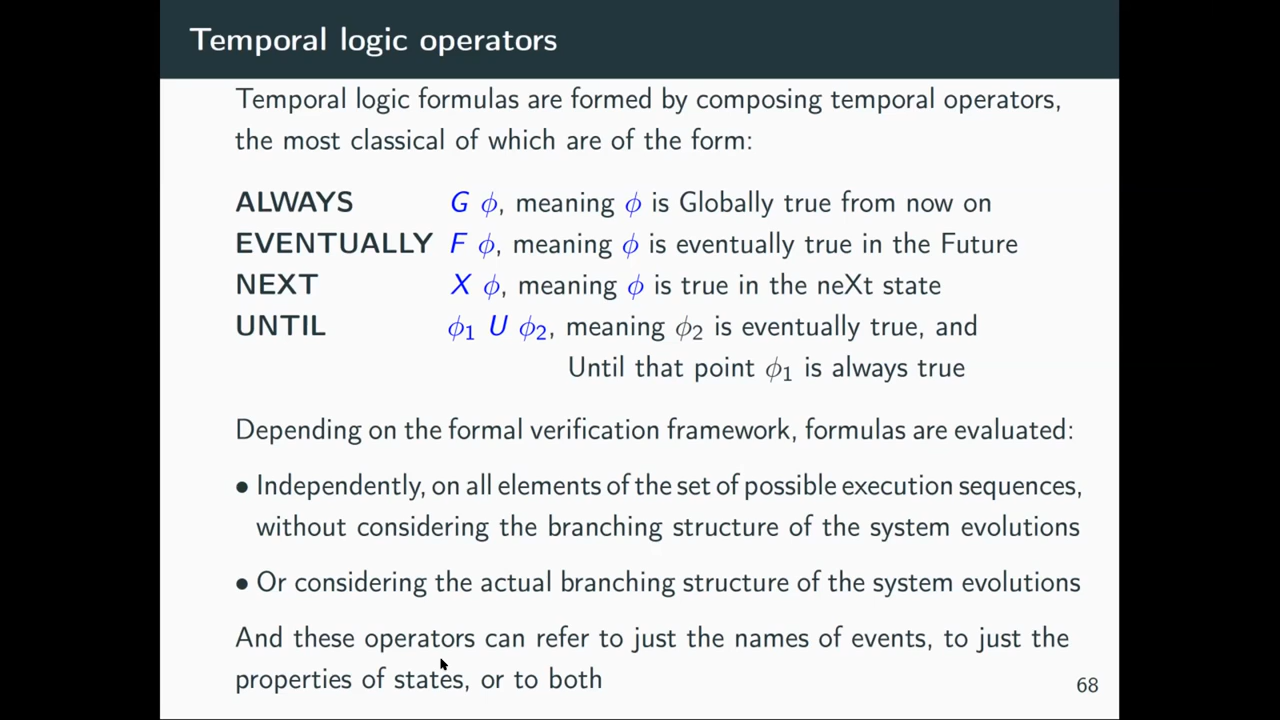 Temporal logic operators
Temporal logic formulas are formed by composing temporal operators,
the most classical of which are of the form:
ALWAYS G ϕ, meaning ϕ is Globally true from now on
EVENTUALLY F ϕ, meaning ϕ is eventually true in the Future
NEXT X ϕ, meaning ϕ is true in the neXt state
UNTIL ϕ₁ U ϕ₂, meaning ϕ₂ is eventually true, and
Until that point ϕ₁ is always true
Depending on the formal verification framework, formulas are evaluated:
• Independently, on all elements of the set of possible execution sequences,
without considering the branching structure of the system evolutions
• Or considering the actual branching structure of the system evolutions
And these operators can refer to just the names of events, to just the
properties of states, or to both
68